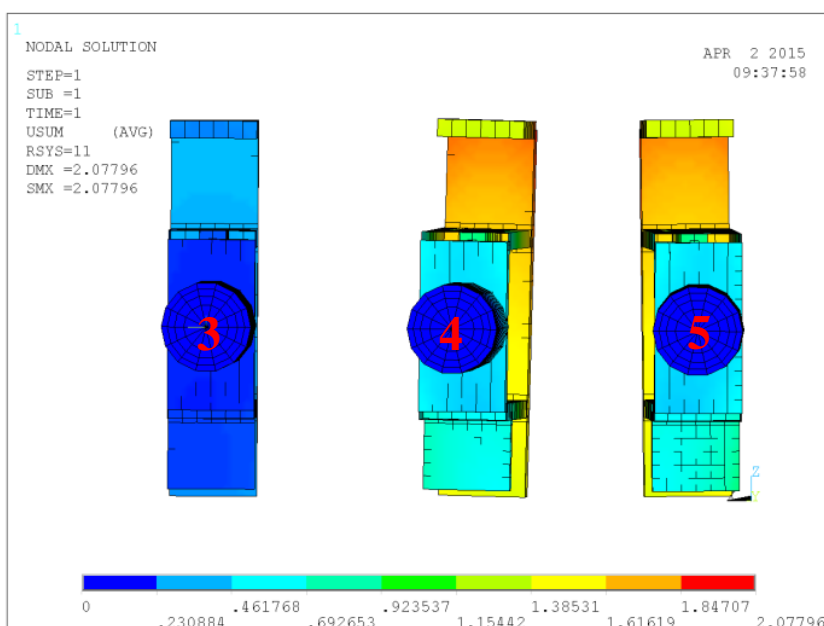 1
NODAL SOLUTION
APR 2 2015
09:37:58
STEP=1
SUB =1
TIME=1
USUM (AVG)
RSYS=11
DMX =2.07796
SMX =2.07796
3 4 5
Z
Y
0 .461768 .923537 1.38531 1.84707
.230884 .692653 1.15442 1.61619 2.07796